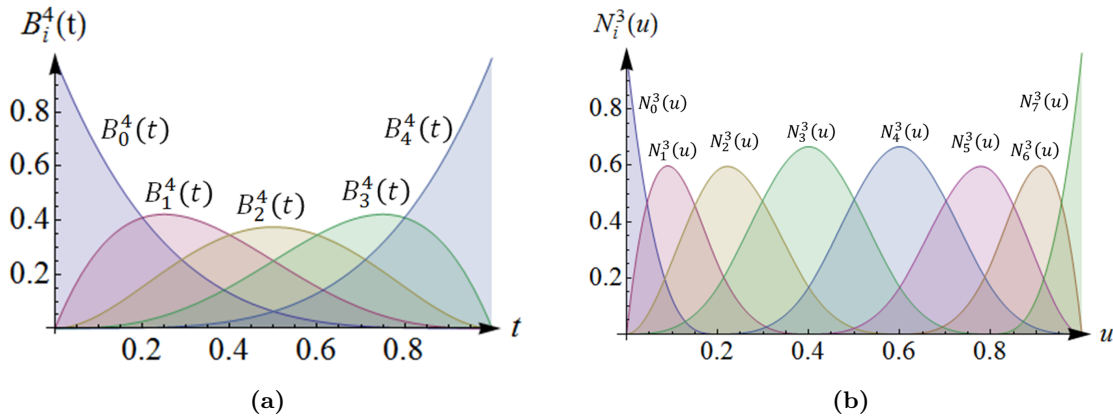 B_i^4(t)
0.8
0.6
0.4
0.2
B_0^4(t)
B_1^4(t)
B_2^4(t)
B_3^4(t)
B_4^4(t)
0.2 0.4 0.6 0.8 t
(a)
N_i^3(u)
0.8
0.6
0.4
0.2
N_0^3(u)
N_1^3(u)
N_2^3(u)
N_3^3(u)
N_4^3(u)
N_5^3(u)
N_6^3(u)
N_7^3(u)
0.2 0.4 0.6 0.8 u
(b)